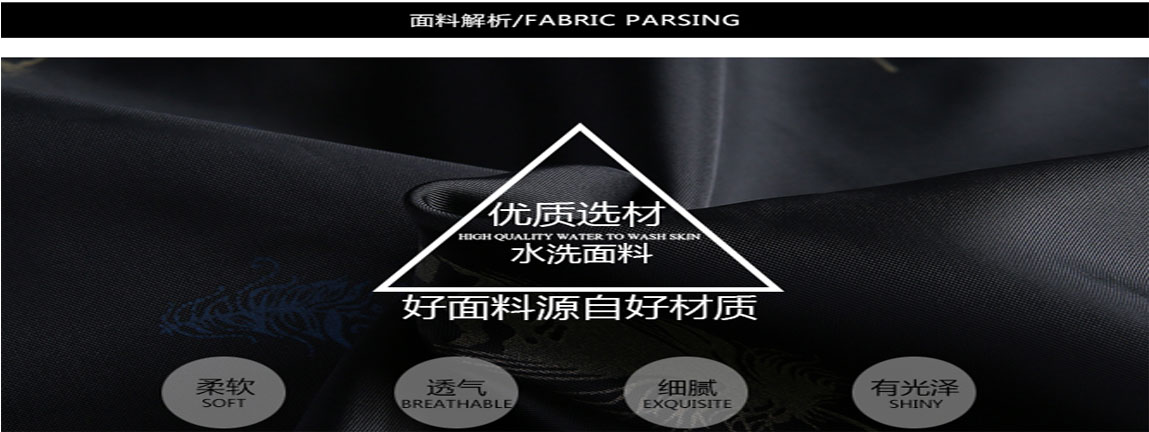 面料解析/FABRIC PARSING
优质选材
HIGH QUALITY WATER TO WASH SKIN
水洗面料
好面料源自好材质
柔软
SOFT
透气
BREATHABLE
细腻
EXQUISITE
有光泽
SHINY